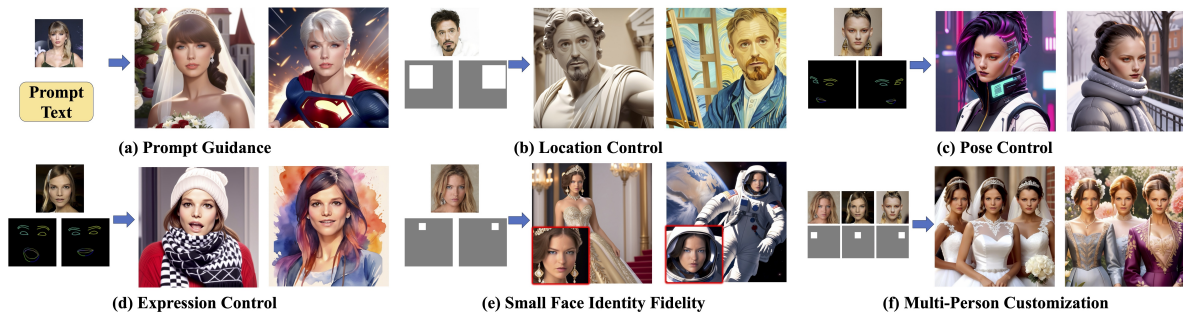 Prompt
Text
(a) Prompt Guidance
(b) Location Control
(c) Pose Control
(d) Expression Control
(e) Small Face Identity Fidelity
(f) Multi-Person Customization